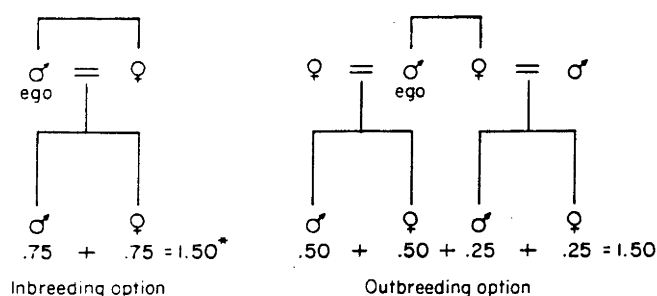 ♂ = ♀ ♀ = ♂ ♀ = ♂
ego ego
♂ ♀ ♂ ♀ ♂ ♀
.75 + .75 = 1.50* .50 + .50 + .25 + .25 = 1.50
Inbreeding option Outbreeding option